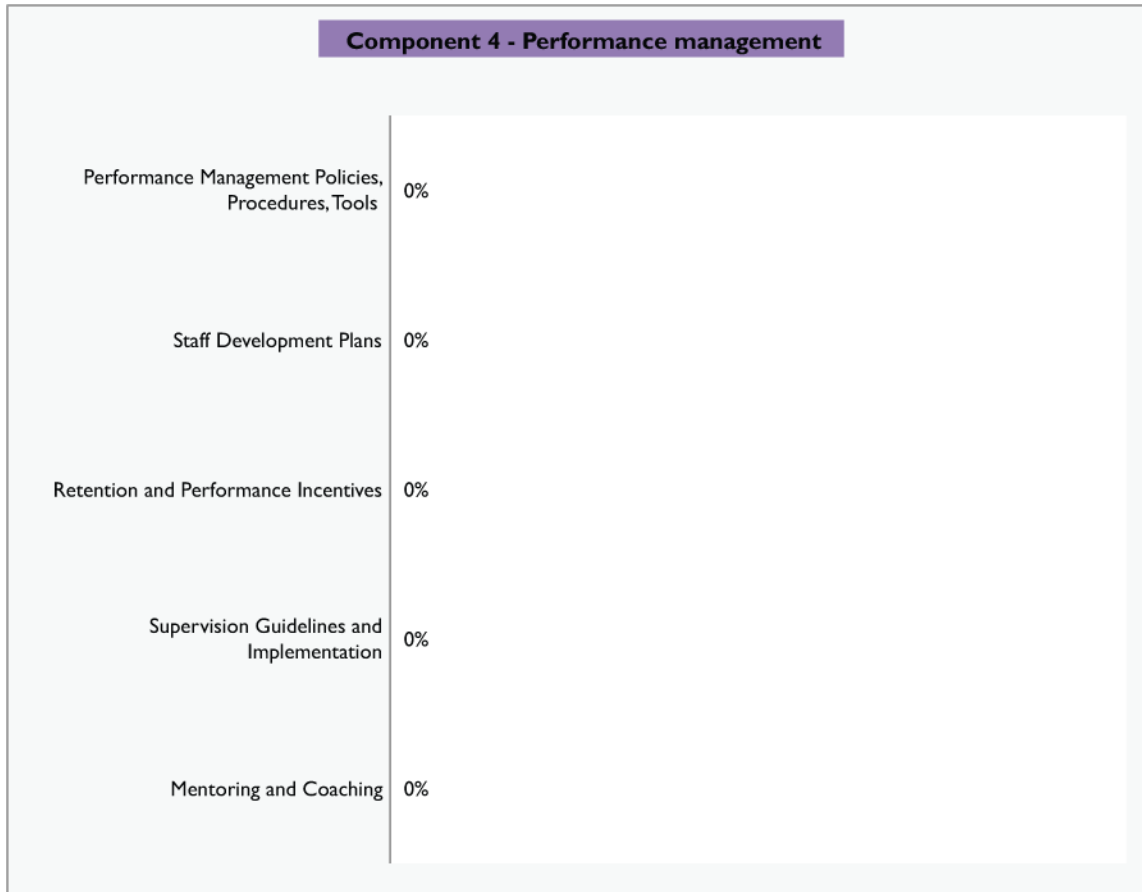 Component 4 - Performance management
Performance Management Policies,
Procedures, Tools
0%
Staff Development Plans
0%
Retention and Performance Incentives
0%
Supervision Guidelines and
Implementation
0%
Mentoring and Coaching
0%